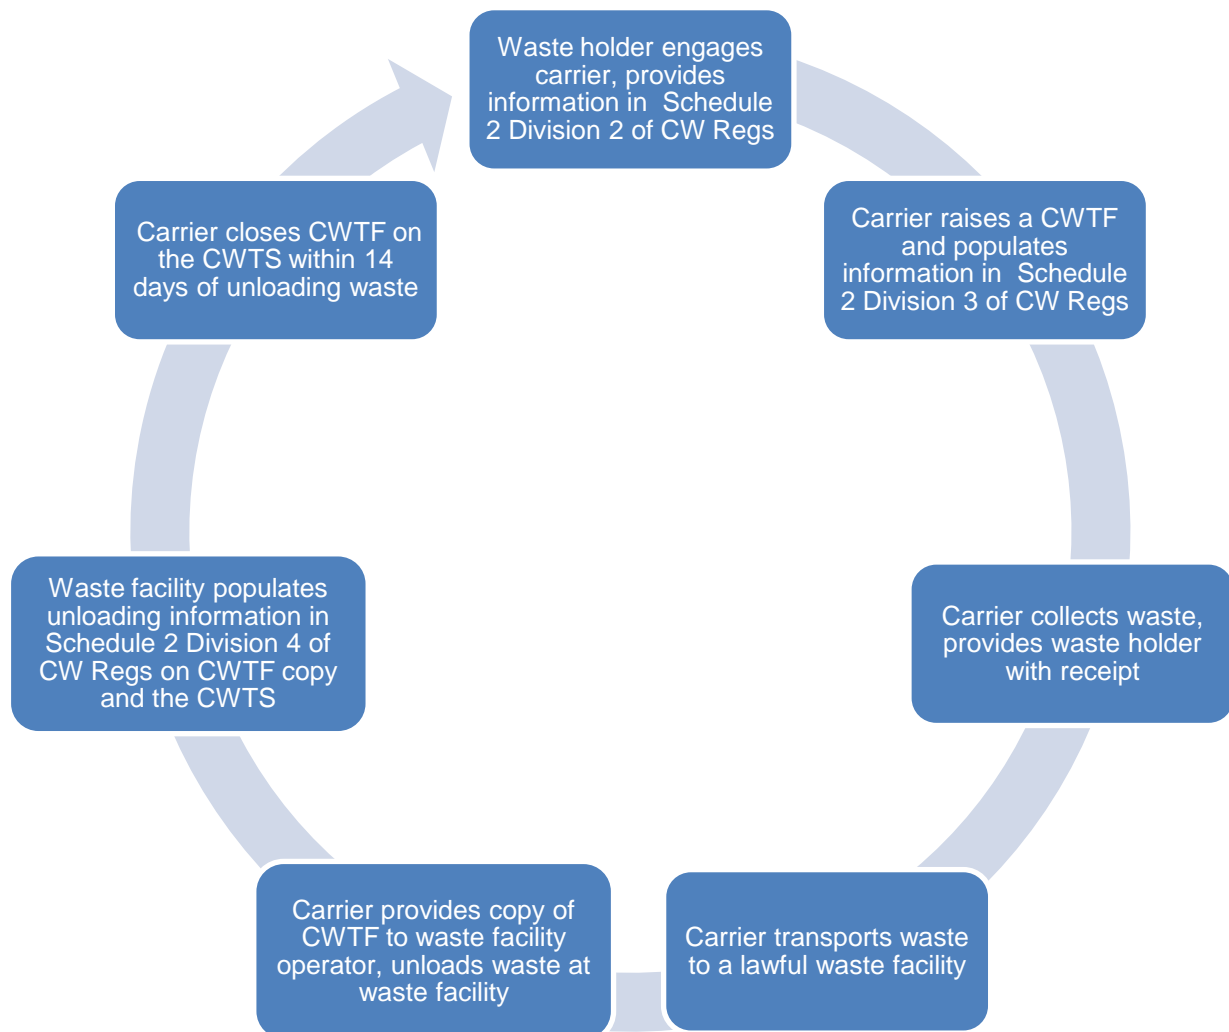 Waste holder engages
carrier, provides
information in  Schedule
2 Division 2 of CW Regs
Carrier raises a CWTF
and populates
information in  Schedule
2 Division 3 of CW Regs
Carrier collects waste,
provides waste holder
with receipt
Carrier transports waste
to a lawful waste facility
Carrier provides copy of
CWTF to waste facility
operator, unloads waste at
waste facility
Waste facility populates
unloading information in
Schedule 2 Division 4 of
CW Regs on CWTF copy
and the CWTS
Carrier closes CWTF on
the CWTS within 14
days of unloading waste